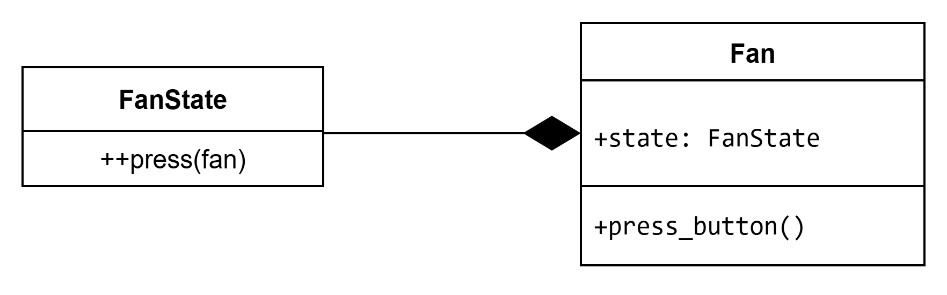 FanState
++press(fan)
Fan
+state: FanState
+press_button()